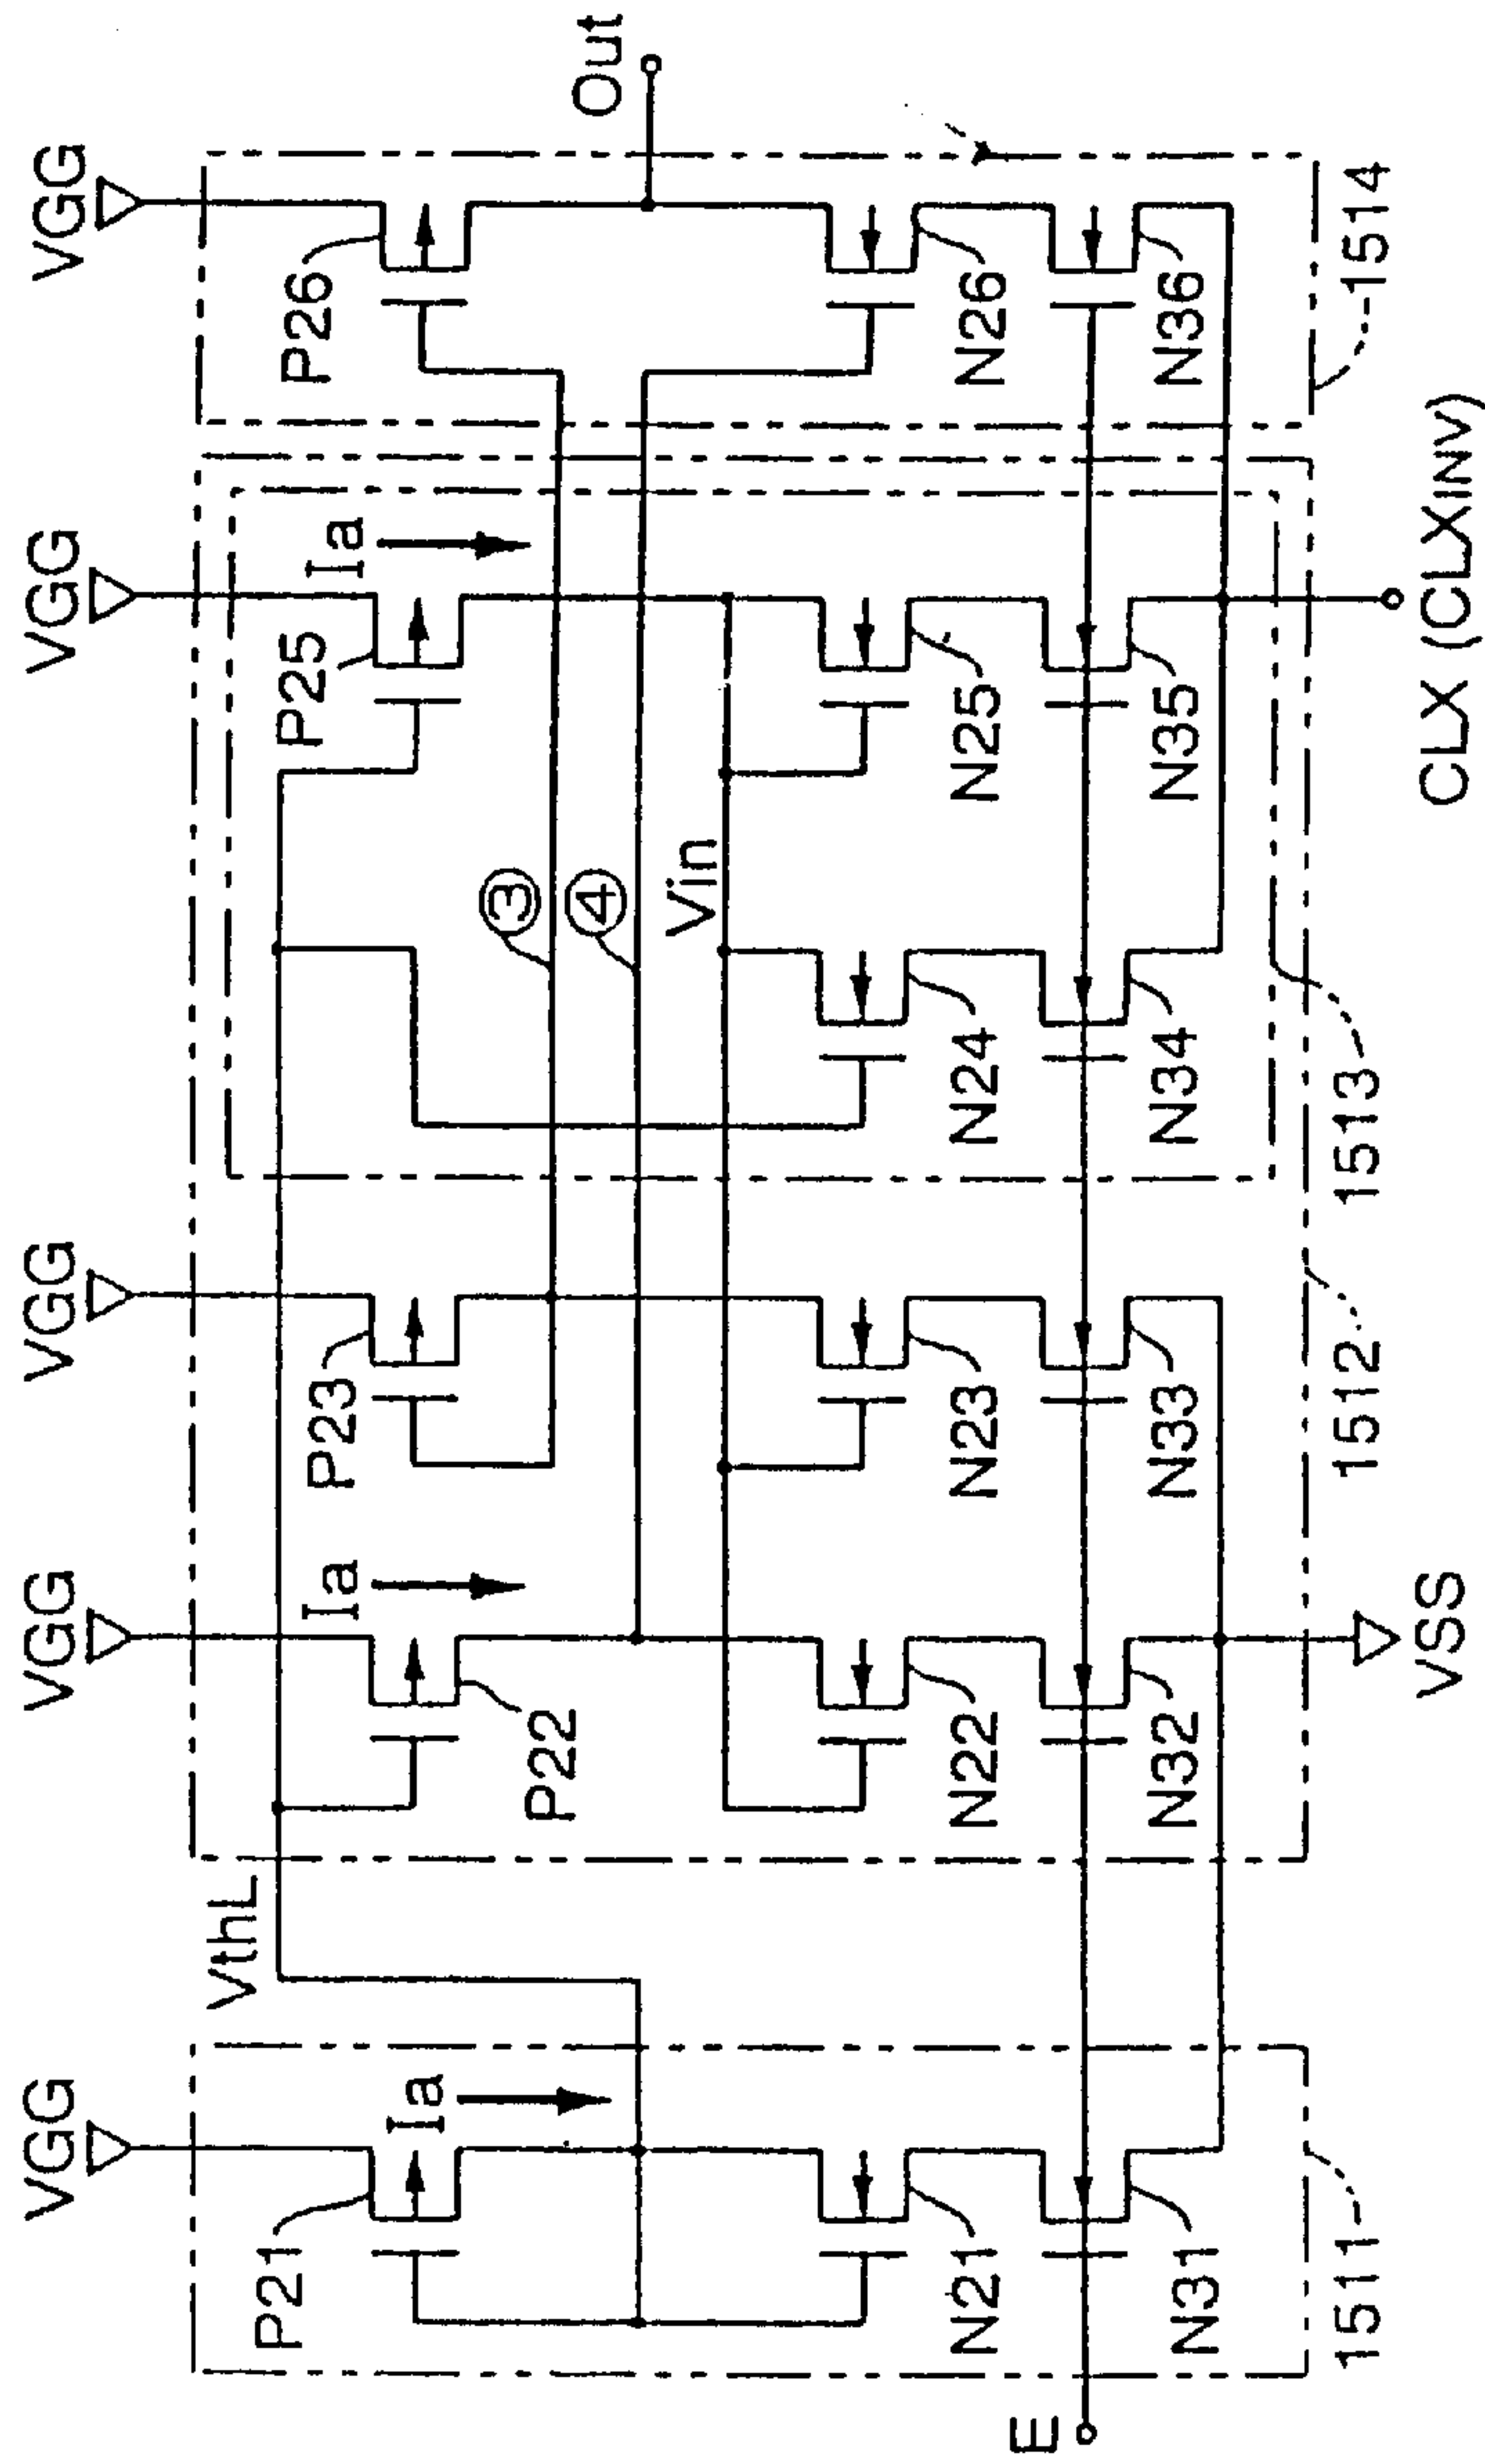 VGG
VGG
VGG
VGG
VGG
Out
VthL
P21
Ia
P22
Ia
P23
P25
Ia
P26
③
④
Vin
N21
N22
N23
N24
N25
N26
E
N31
N32
N33
N34
N35
N36
1511
VSS
1512
1513
CLX (CLXINV)
1514